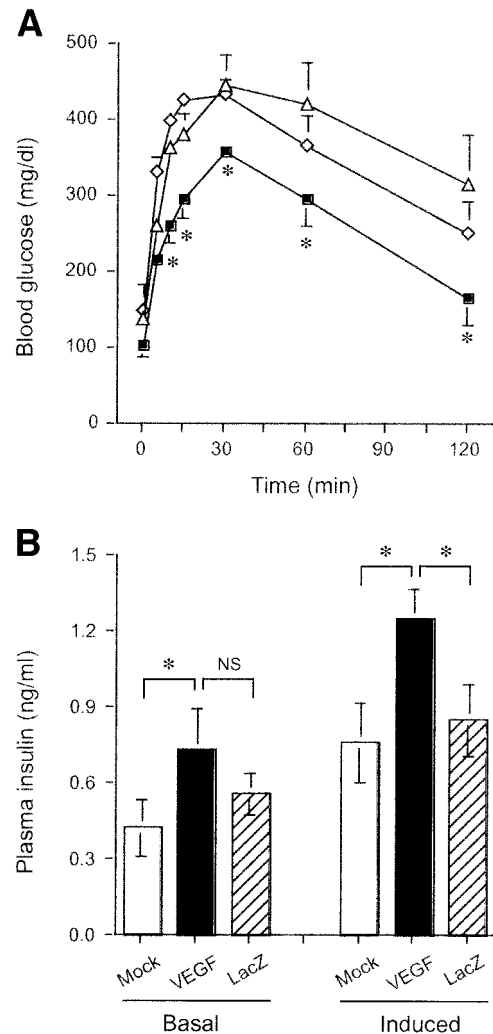 A
Blood glucose (mg/dl)
500
400
300
200
100
0
* * * * * *
0 30 60 90 120
Time (min)
B
Plasma insulin (ng/ml)
1.5
1.2
0.9
0.6
0.3
0.0
* NS * *
Mock VEGF LacZ Mock VEGF LacZ
Basal Induced